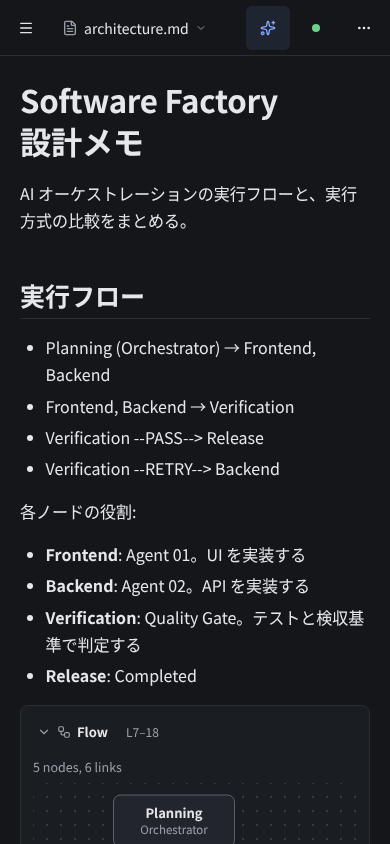 architecture.md
Software Factory
設計メモ
AI オーケストレーションの実行フローと、実行
方式の比較をまとめる。
実行フロー
Planning (Orchestrator) → Frontend,
Backend
Frontend, Backend → Verification
Verification --PASS--> Release
Verification --RETRY--> Backend
各ノードの役割:
Frontend: Agent 01。UI を実装する
Backend: Agent 02。API を実装する
Verification: Quality Gate。テストと検収基
準で判定する
Release: Completed
Flow L7–18
5 nodes, 6 links
Planning
Orchestrator